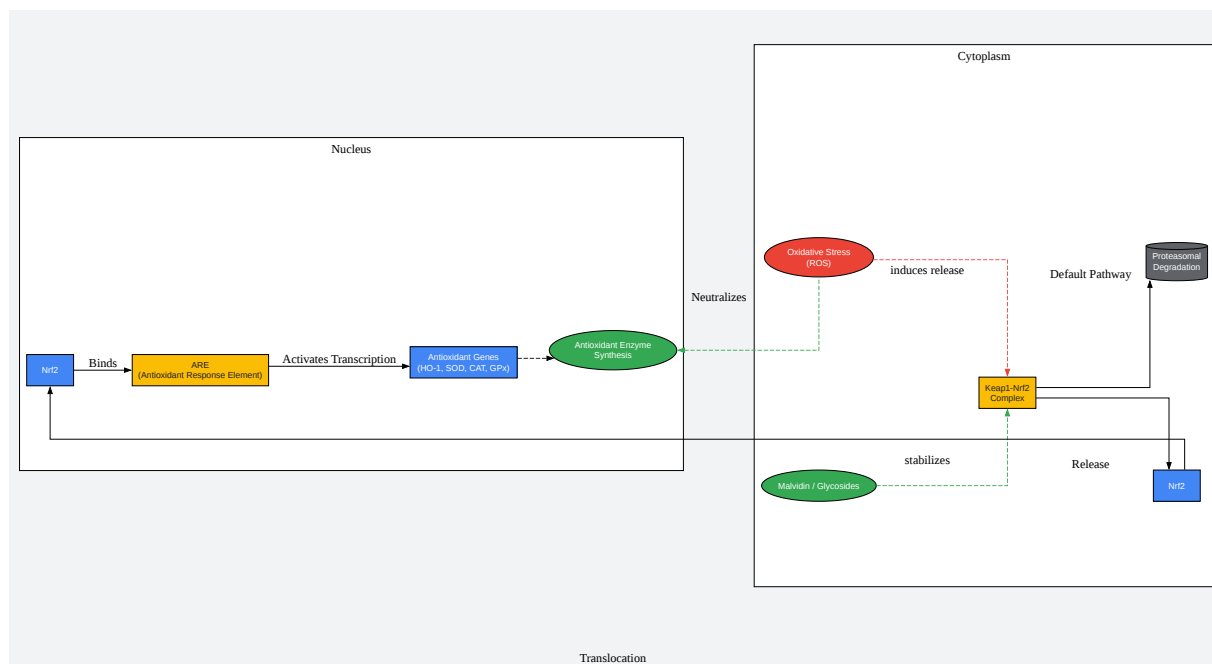 Cytoplasm
Nucleus
Oxidative Stress
(ROS)
induces release
Default Pathway
Proteasomal
Degradation
Neutralizes
Antioxidant Enzyme
Synthesis
Nrf2
Binds
ARE
(Antioxidant Response Element)
Activates Transcription
Antioxidant Genes
(HO-1, SOD, CAT, GPx)
Keap1-Nrf2
Complex
stabilizes
Release
Malvidin / Glycosides
Nrf2
Translocation